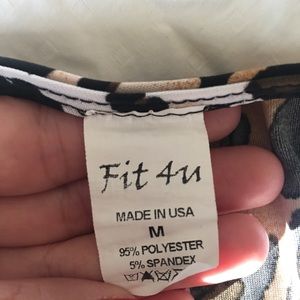 Fit 4u
MADE IN USA
M
95% POLYESTER
5% SPANDEX